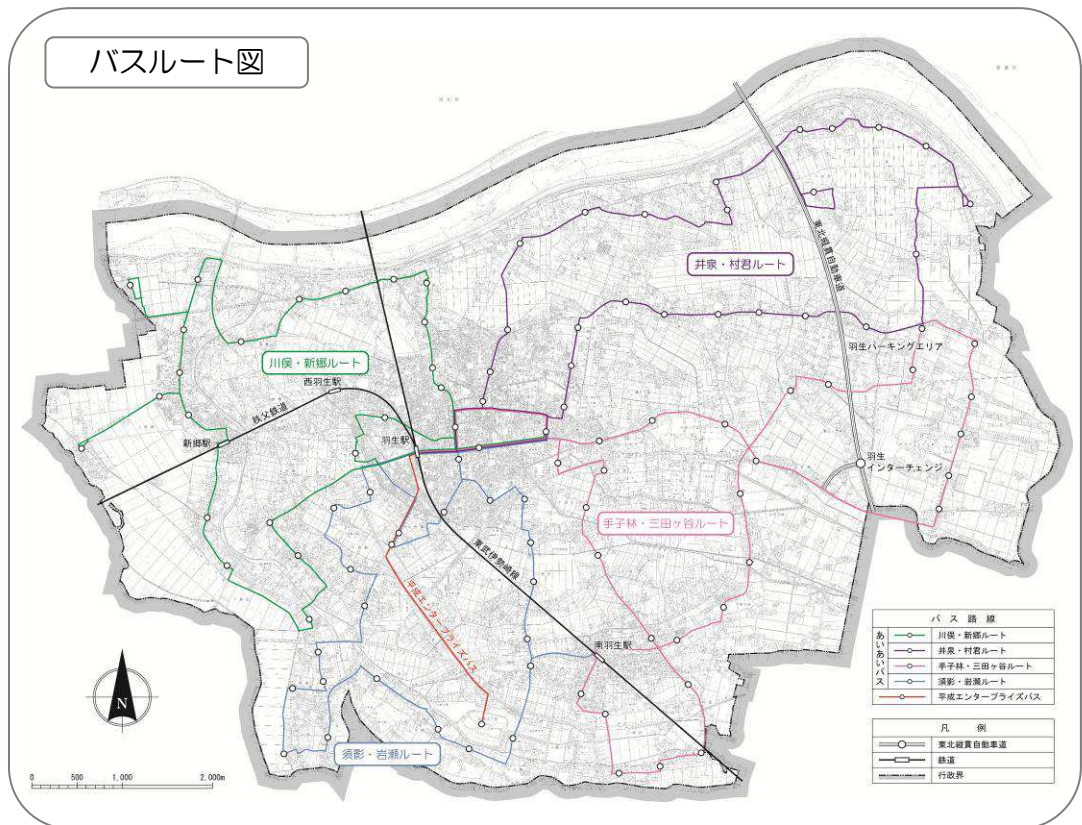 バスルート図
東北縦貫自動車道
井泉・村君ルート
羽生パーキングエリア
川俣・新郷ルート
西羽生駅
秩父鉄道
新郷駅
羽生駅
羽生
インターチェンジ
手子林・三田ヶ谷ルート
東武伊勢崎線
平成エンタープライズバス
南羽生駅
須影・岩瀬ルート
N
0 500 1,000 2,000m
バス路線
あいあいバス
川俣・新郷ルート
井泉・村君ルート
手子林・三田ヶ谷ルート
須影・岩瀬ルート
平成エンタープライズバス
凡例
東北縦貫自動車道
鉄道
行政界